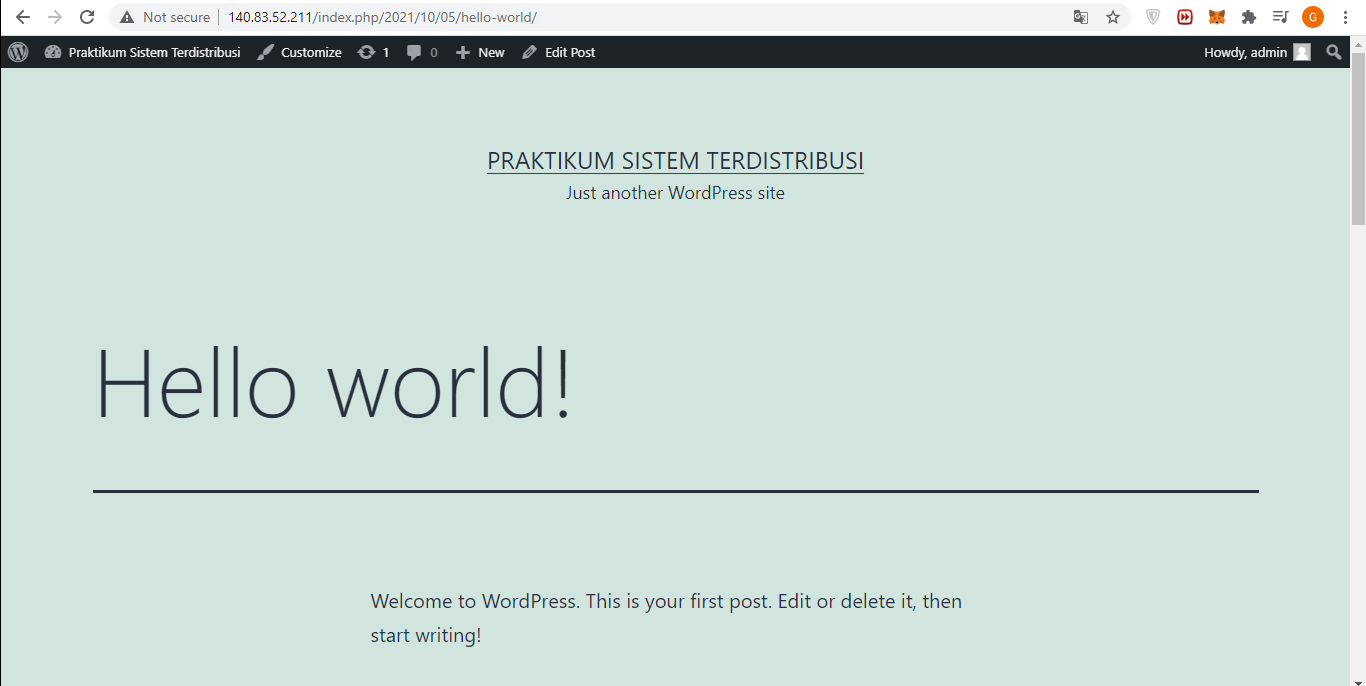 Not secure 140.83.52.211/index.php/2021/10/05/hello-world/ G
Praktikum Sistem Terdistribusi Customize 1 0 New Edit Post Howdy, admin
PRAKTIKUM SISTEM TERDISTRIBUSI
Just another WordPress site
Hello world!
Welcome to WordPress. This is your first post. Edit or delete it, then
start writing!